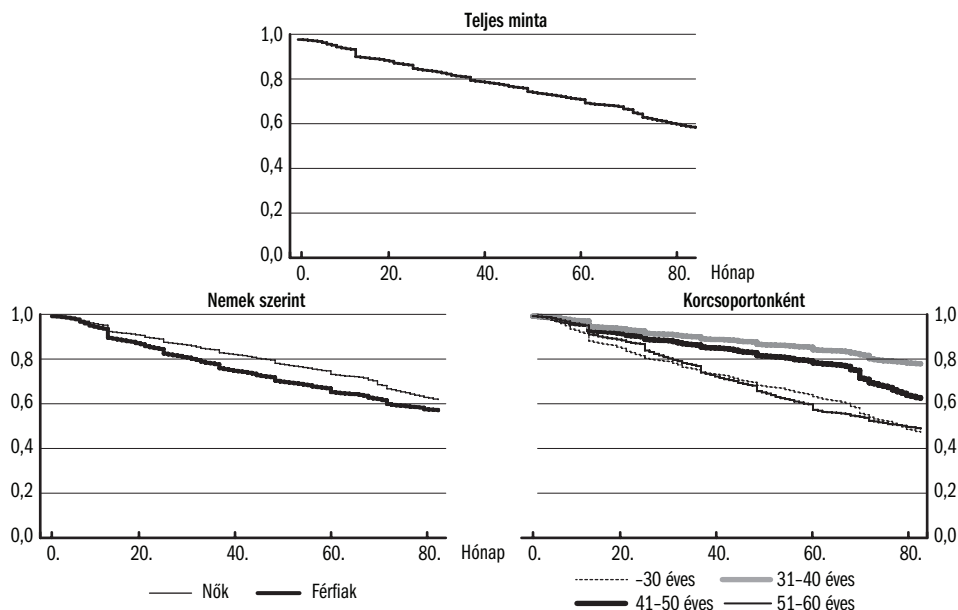 Teljes minta
1,0
0,8
0,6
0,4
0,2
0,0
0. 20. 40. 60. 80. Hónap
Nemek szerint
1,0
0,8
0,6
0,4
0,2
0,0
0. 20. 40. 60. 80. Hónap
Nők Férfiak
Korcsoportonként
1,0
0,8
0,6
0,4
0,2
0,0
0. 20. 40. 60. 80.
–30 éves 31–40 éves
41–50 éves 51–60 éves